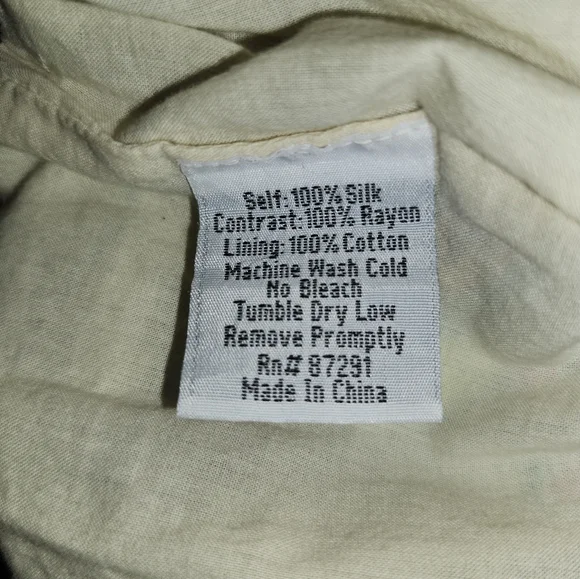 Self: 100% Silk
Contrast: 100% Rayon
Lining: 100% Cotton
Machine Wash Cold
No Bleach
Tumble Dry Low
Remove Promptly
Rn# 87291
Made In China